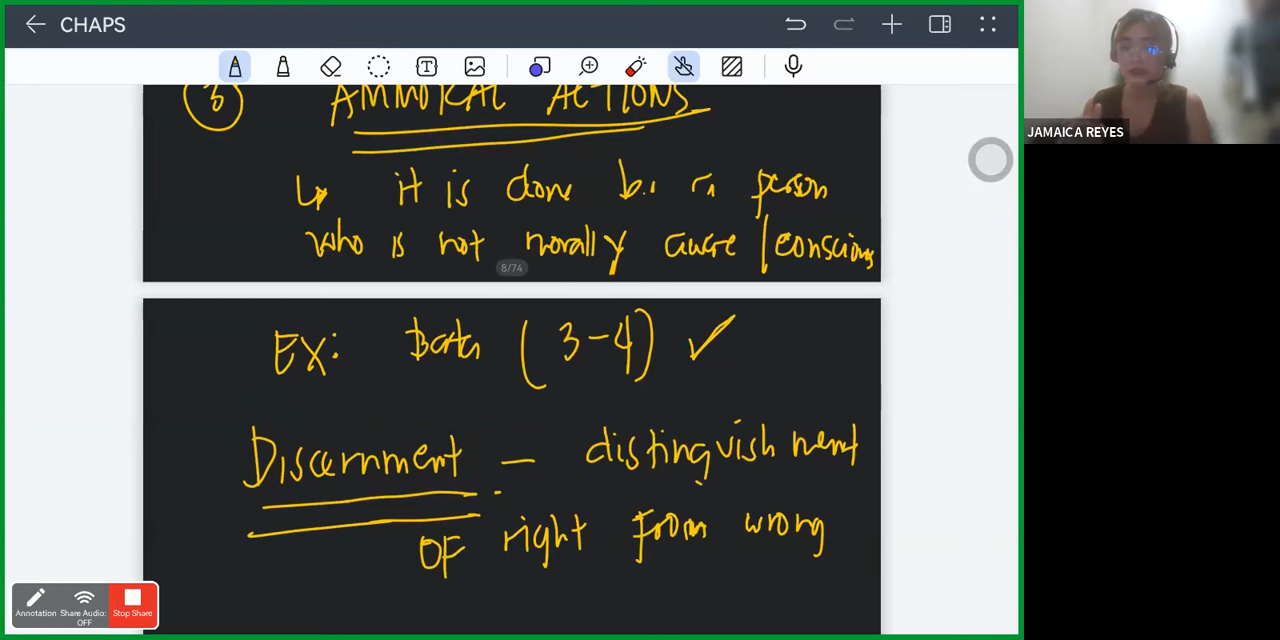 CHAPS
JAMAICA REYES
3 AMMORAL ACTIONS
it is done by a person
who is not morally aware / conscious
8/74
EX: Bata (3-4) ✓
Discernment - distinguishment
OF right From wrong
Annotation
Share Audio: OFF
Stop Share